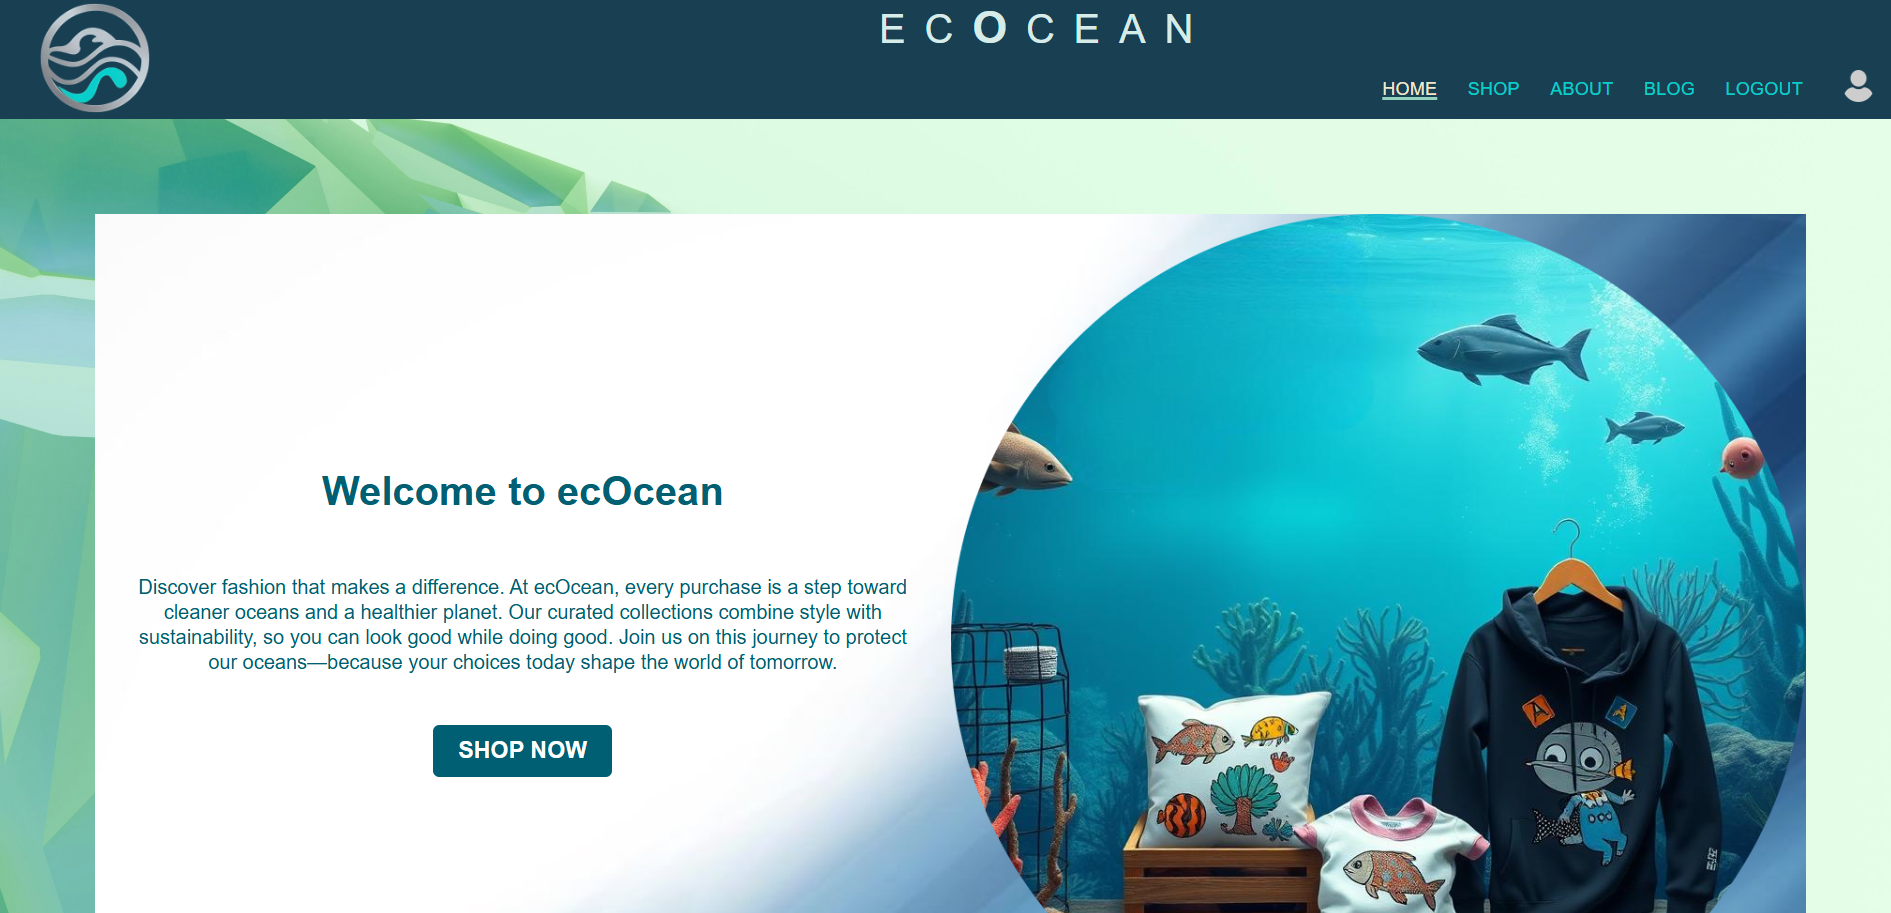 ECOCEAN
HOME SHOP ABOUT BLOG LOGOUT
Welcome to ecOcean
Discover fashion that makes a difference. At ecOcean, every purchase is a step toward
cleaner oceans and a healthier planet. Our curated collections combine style with
sustainability, so you can look good while doing good. Join us on this journey to protect
our oceans—because your choices today shape the world of tomorrow.
SHOP NOW
A A